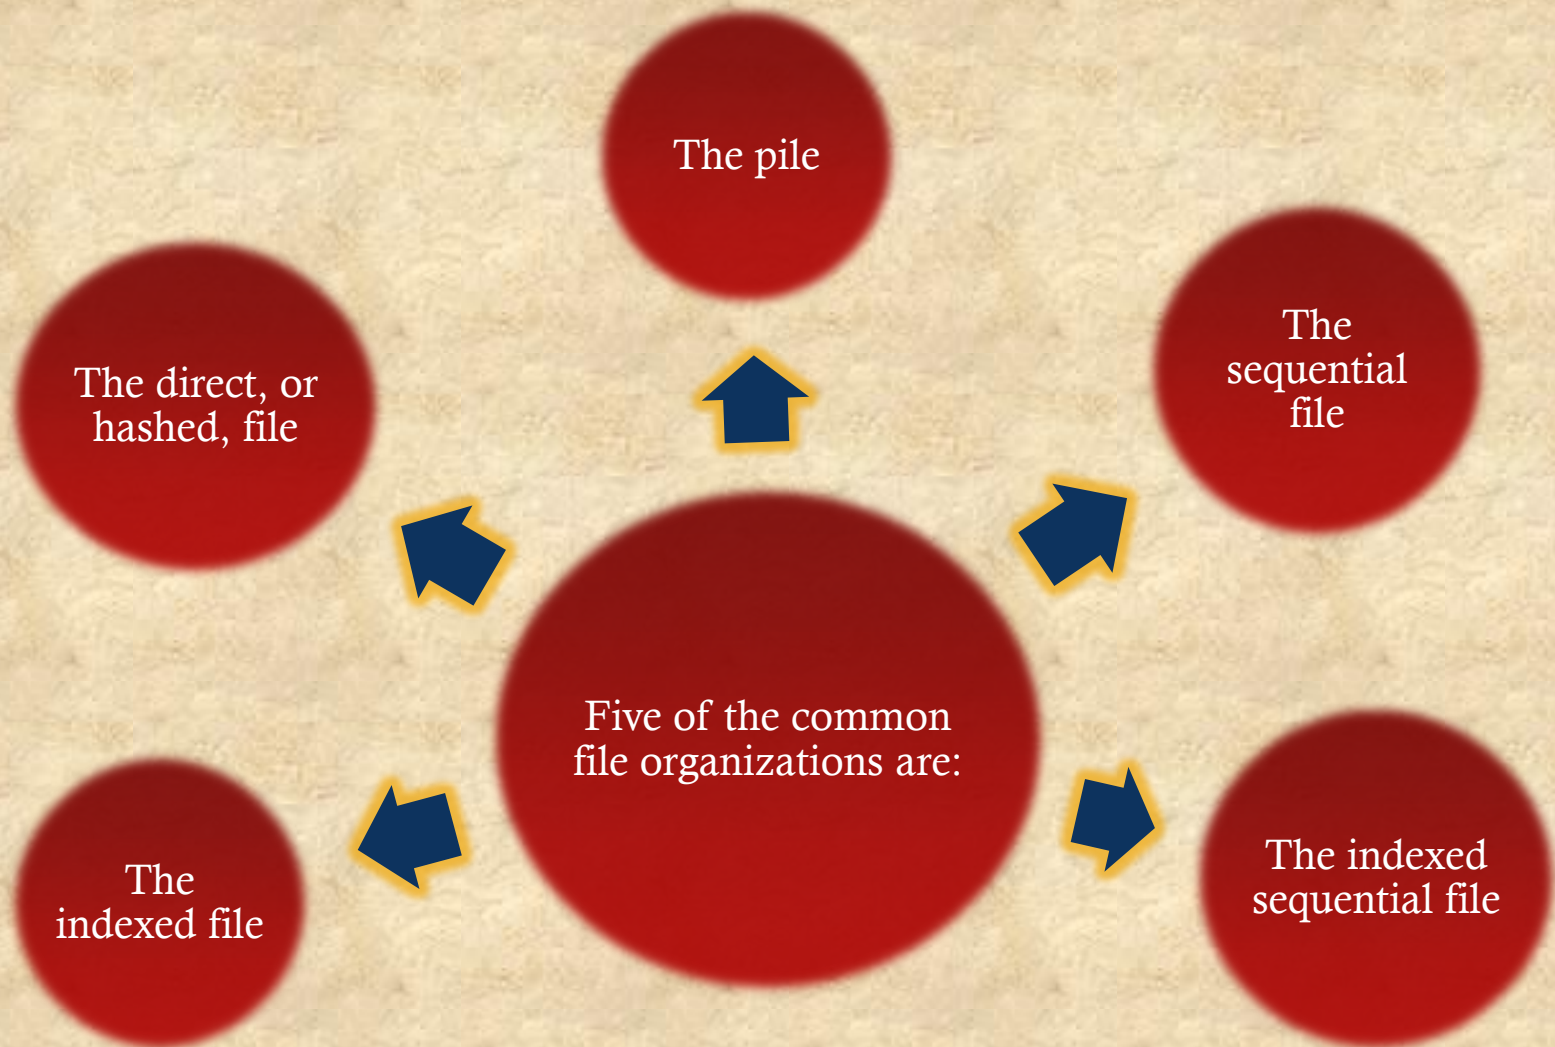 The pile
The
sequential
file
The direct, or
hashed, file
Five of the common
file organizations are:
The indexed
sequential file
The
indexed file